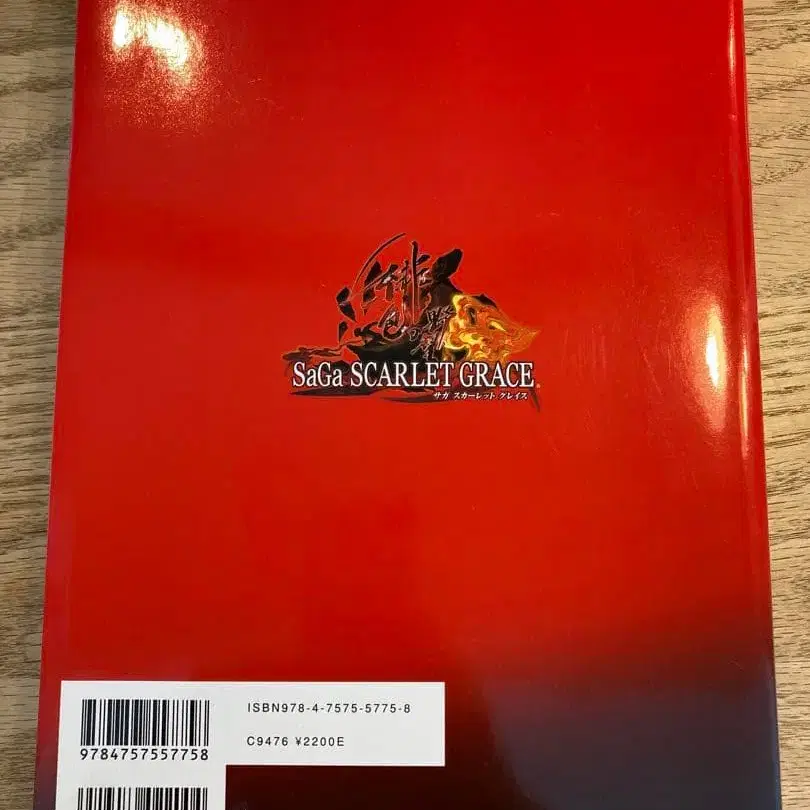 緋色の野望
SaGa SCARLET GRACE®
サガ スカーレット グレイス
ISBN978-4-7575-5775-8
9784757557758
C9476 ¥2200E